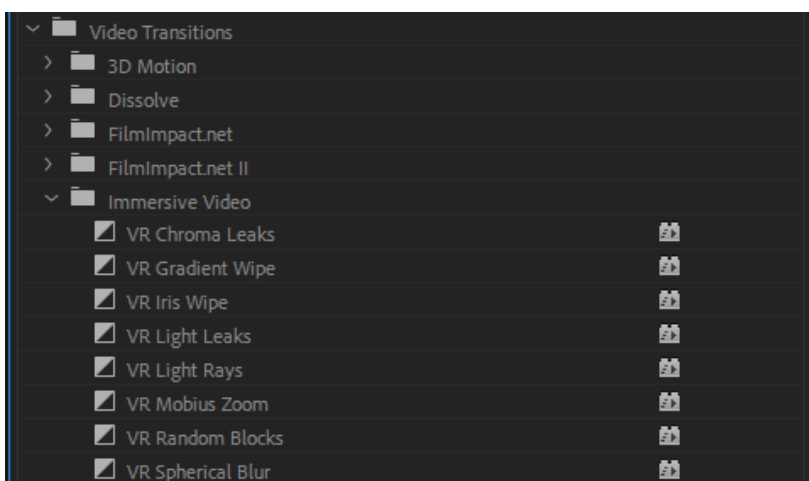 Video Transitions
3D Motion
Dissolve
FilmImpact.net
FilmImpact.net II
Immersive Video
VR Chroma Leaks
VR Gradient Wipe
VR Iris Wipe
VR Light Leaks
VR Light Rays
VR Mobius Zoom
VR Random Blocks
VR Spherical Blur